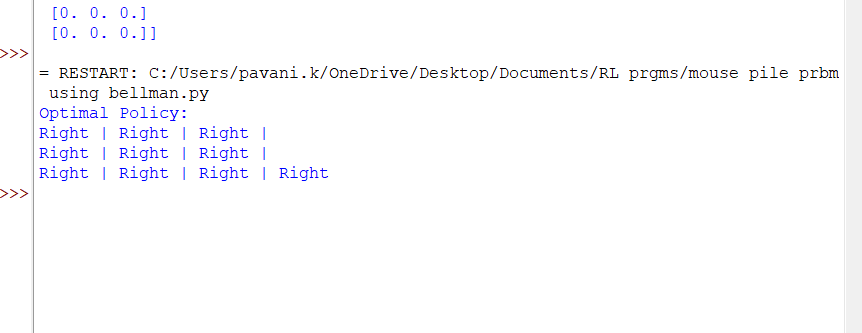 [0. 0. 0.]
[0. 0. 0.]]
>>>
= RESTART: C:/Users/pavani.k/OneDrive/Desktop/Documents/RL prgms/mouse pile prbm
using bellman.py
Optimal Policy:
Right | Right | Right |
Right | Right | Right |
Right | Right | Right | Right
>>>